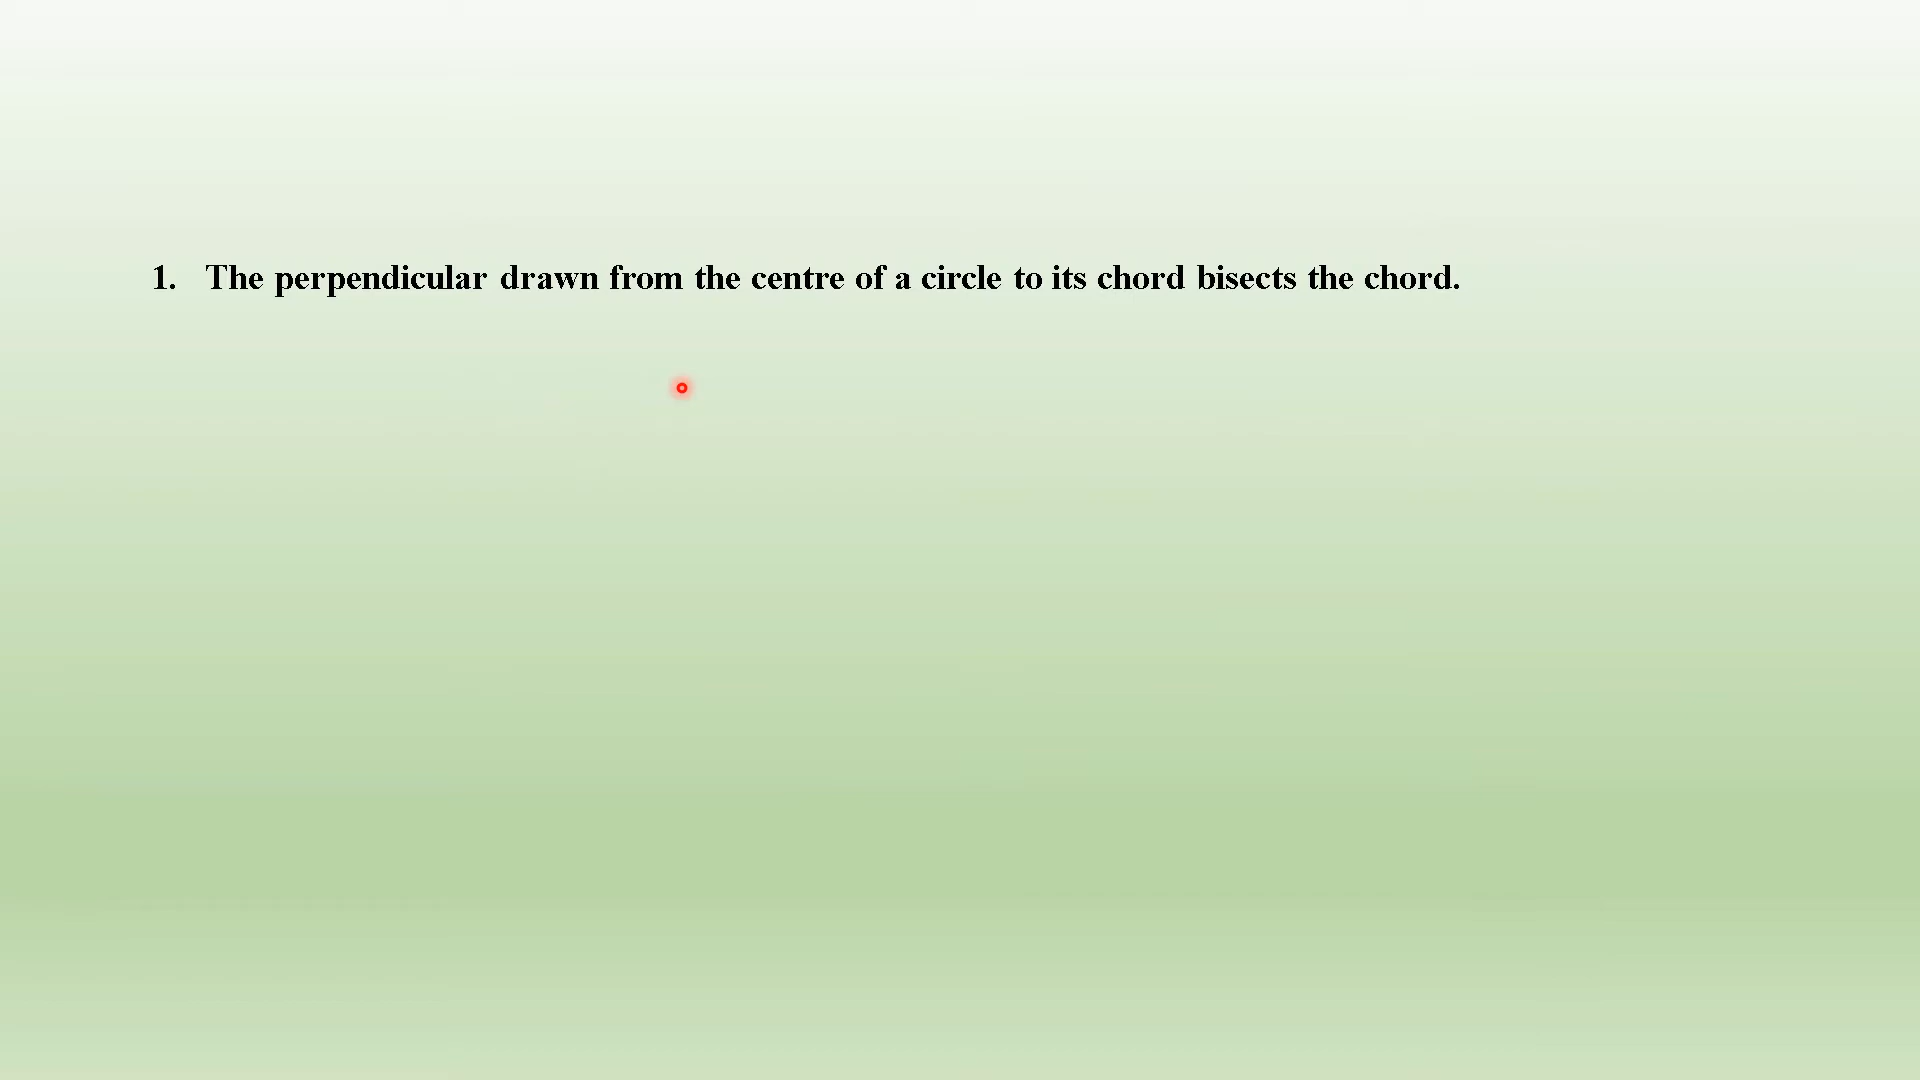 1. The perpendicular drawn from the centre of a circle to its chord bisects the chord.